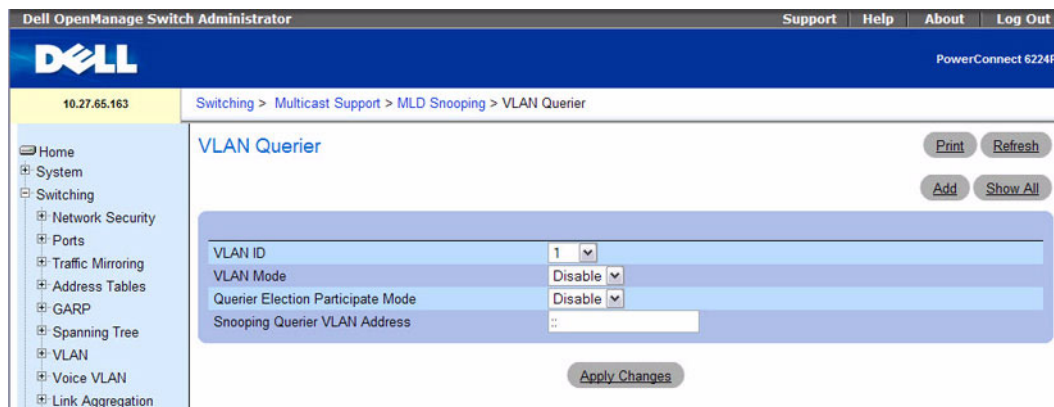 Dell OpenManage Switch Administrator
Support | Help | About | Log Out
DELL
PowerConnect 6224P
10.27.65.163
Switching > Multicast Support > MLD Snooping > VLAN Querier
Home
System
Switching
Network Security
Ports
Traffic Mirroring
Address Tables
GARP
Spanning Tree
VLAN
Voice VLAN
Link Aggregation
VLAN Querier
Print Refresh
Add Show All
VLAN ID 1
VLAN Mode Disable
Querier Election Participate Mode Disable
Snooping Querier VLAN Address ::
Apply Changes